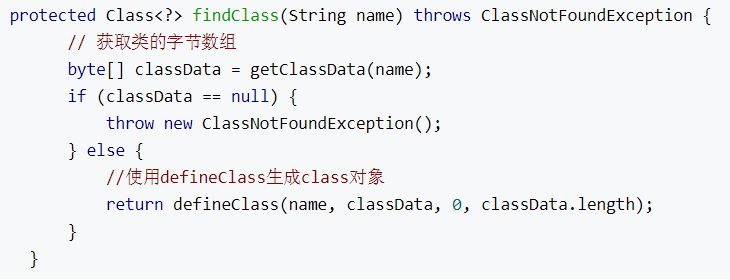 protected Class<?> findClass(String name) throws ClassNotFoundException {
// 获取类的字节数组
byte[] classData = getClassData(name);
if (classData == null) {
throw new ClassNotFoundException();
} else {
//使用defineClass生成class对象
return defineClass(name, classData, 0, classData.length);
}
}